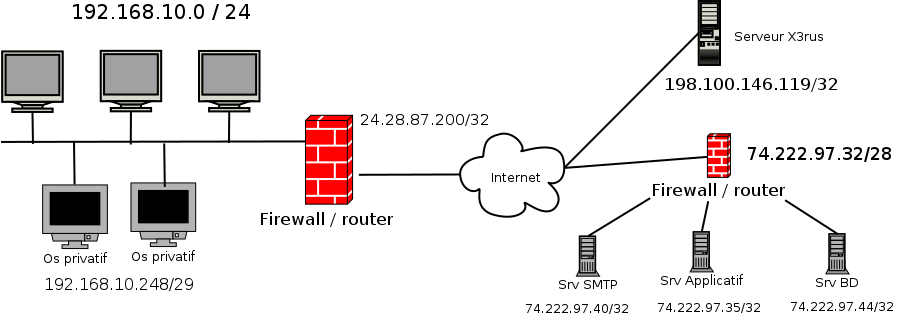 192.168.10.0 / 24
Serveur X3rus
198.100.146.119/32
24.28.87.200/32
74.222.97.32/28
Internet
Firewall / router
Firewall / router
Os privatif
Os privatif
192.168.10.248/29
Srv SMTP
Srv Applicatif
Srv BD
74.222.97.40/32
74.222.97.35/32
74.222.97.44/32